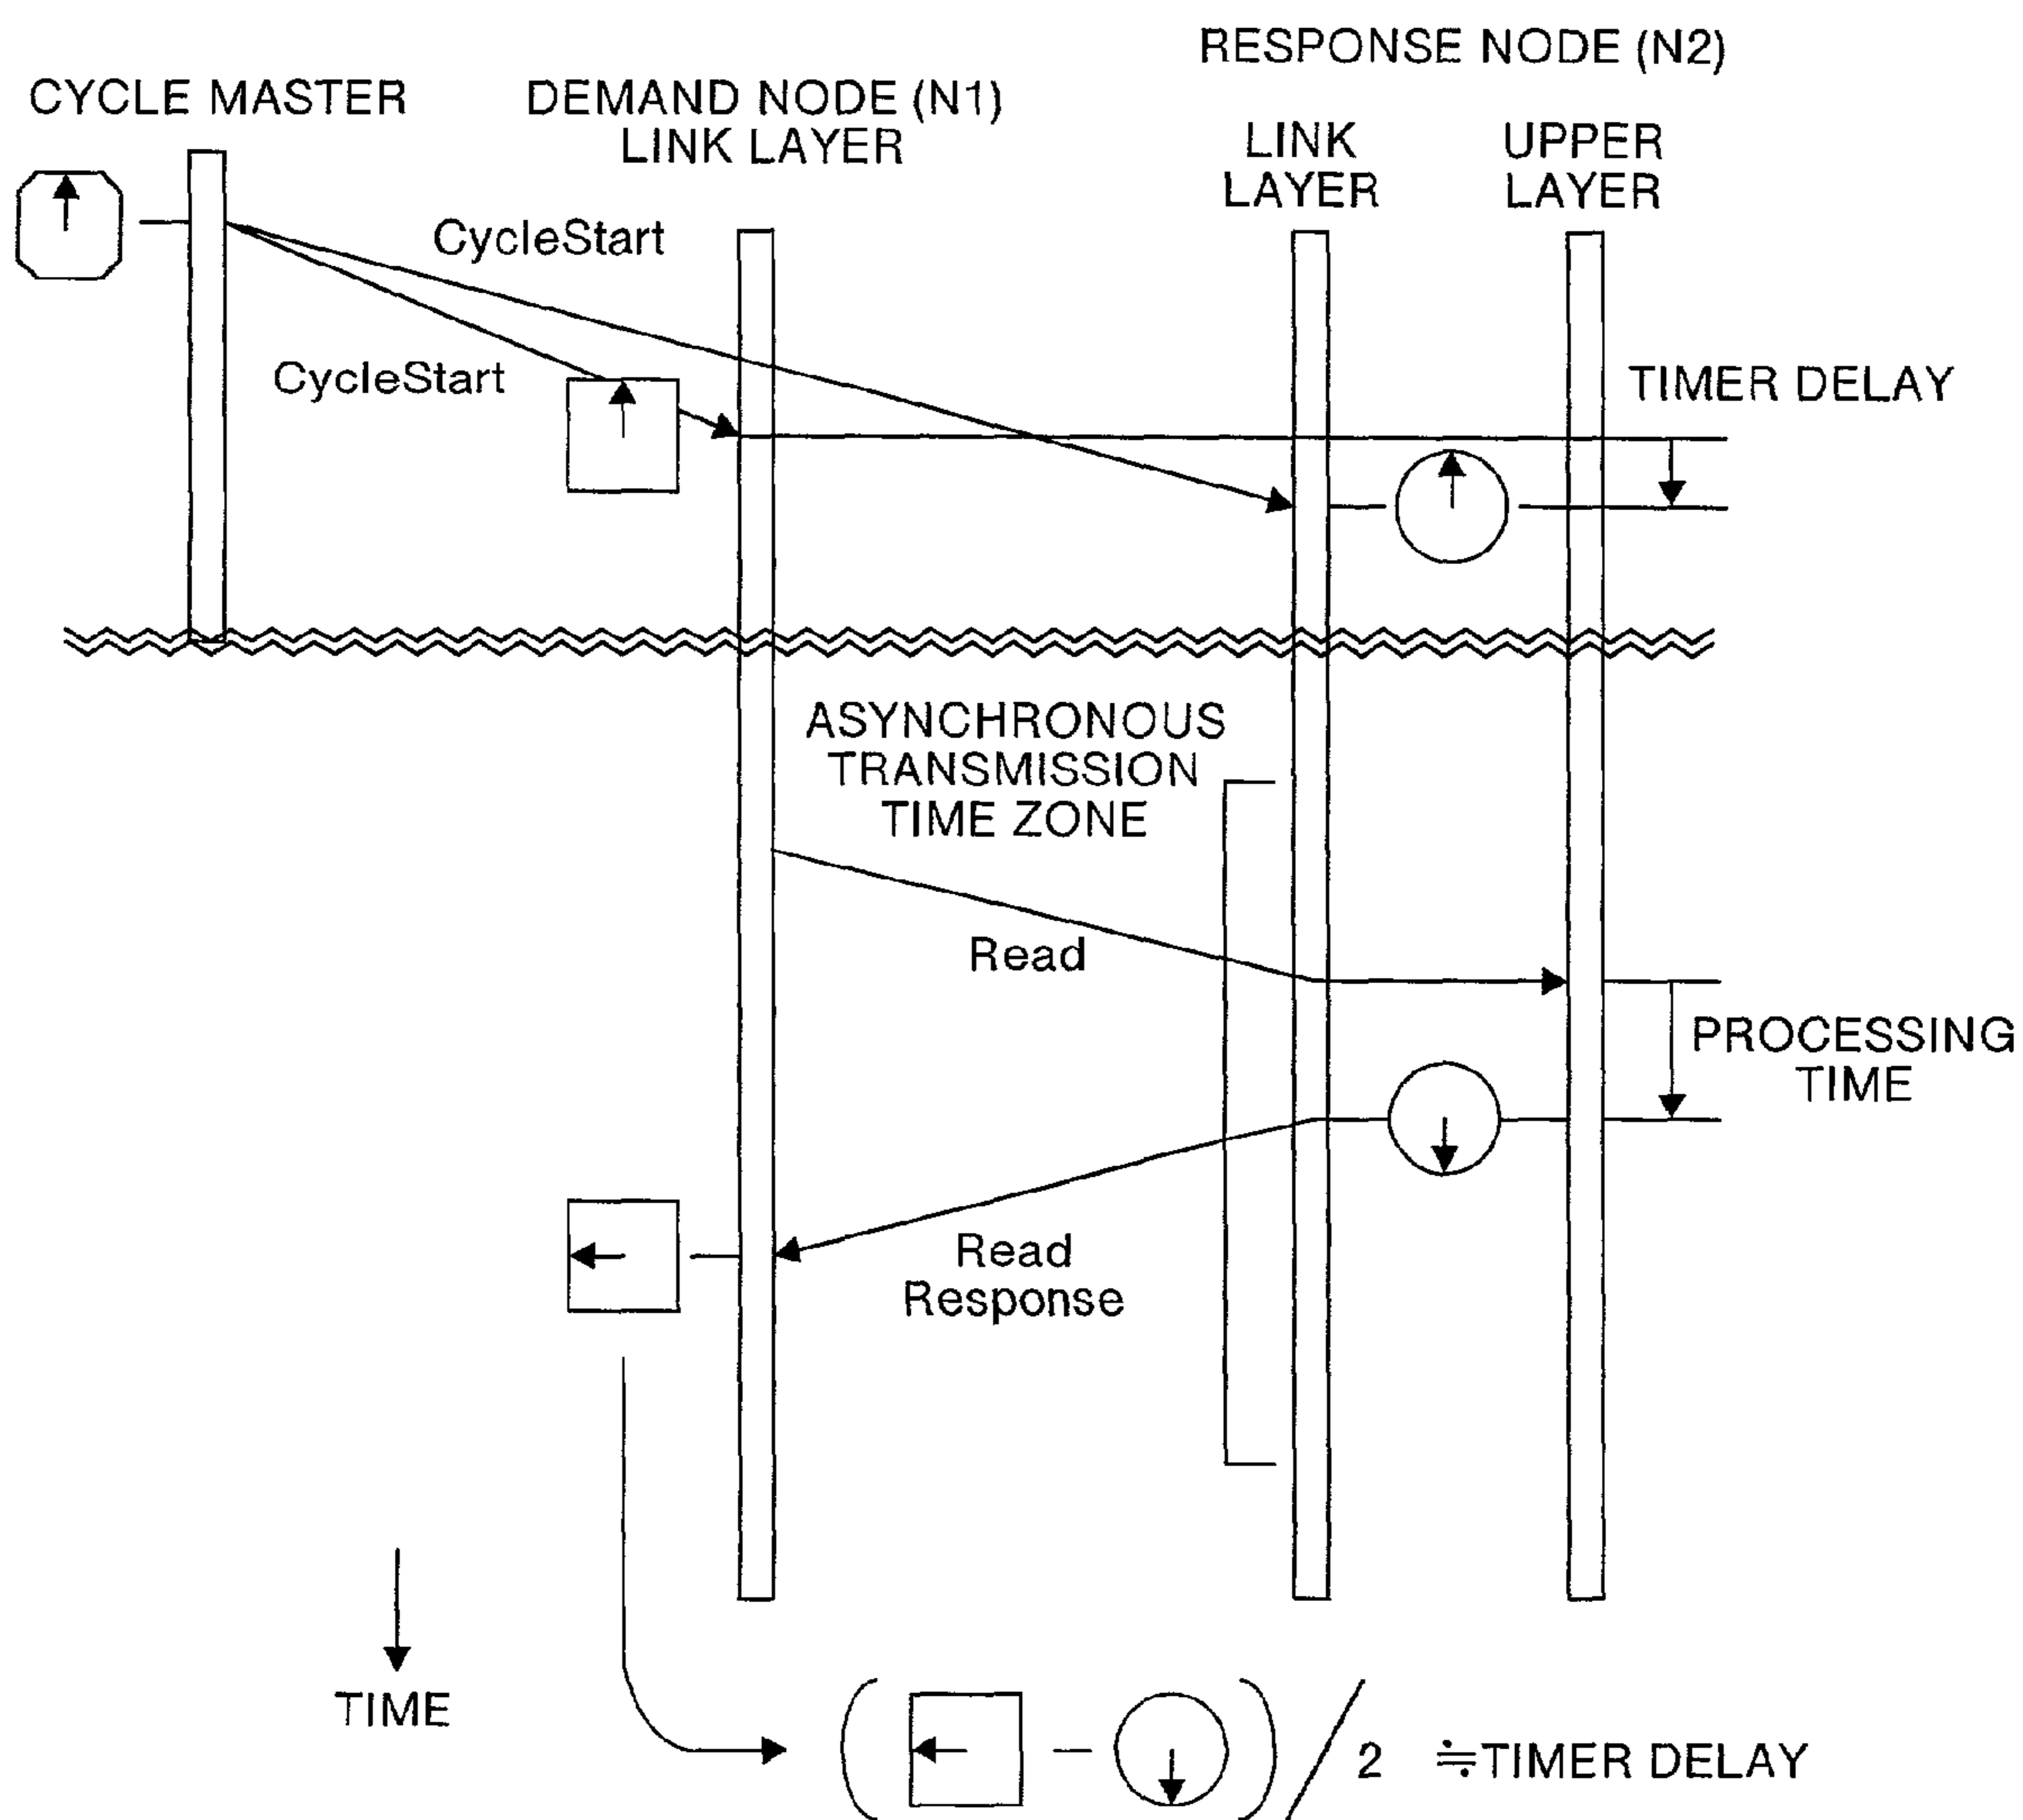 RESPONSE NODE (N2)
CYCLE MASTER
DEMAND NODE (N1)
LINK LAYER
LINK
LAYER
UPPER
LAYER
CycleStart
CycleStart
TIMER DELAY
ASYNCHRONOUS
TRANSMISSION
TIME ZONE
Read
PROCESSING
TIME
Read
Response
TIME
( − ) / 2 ≒TIMER DELAY